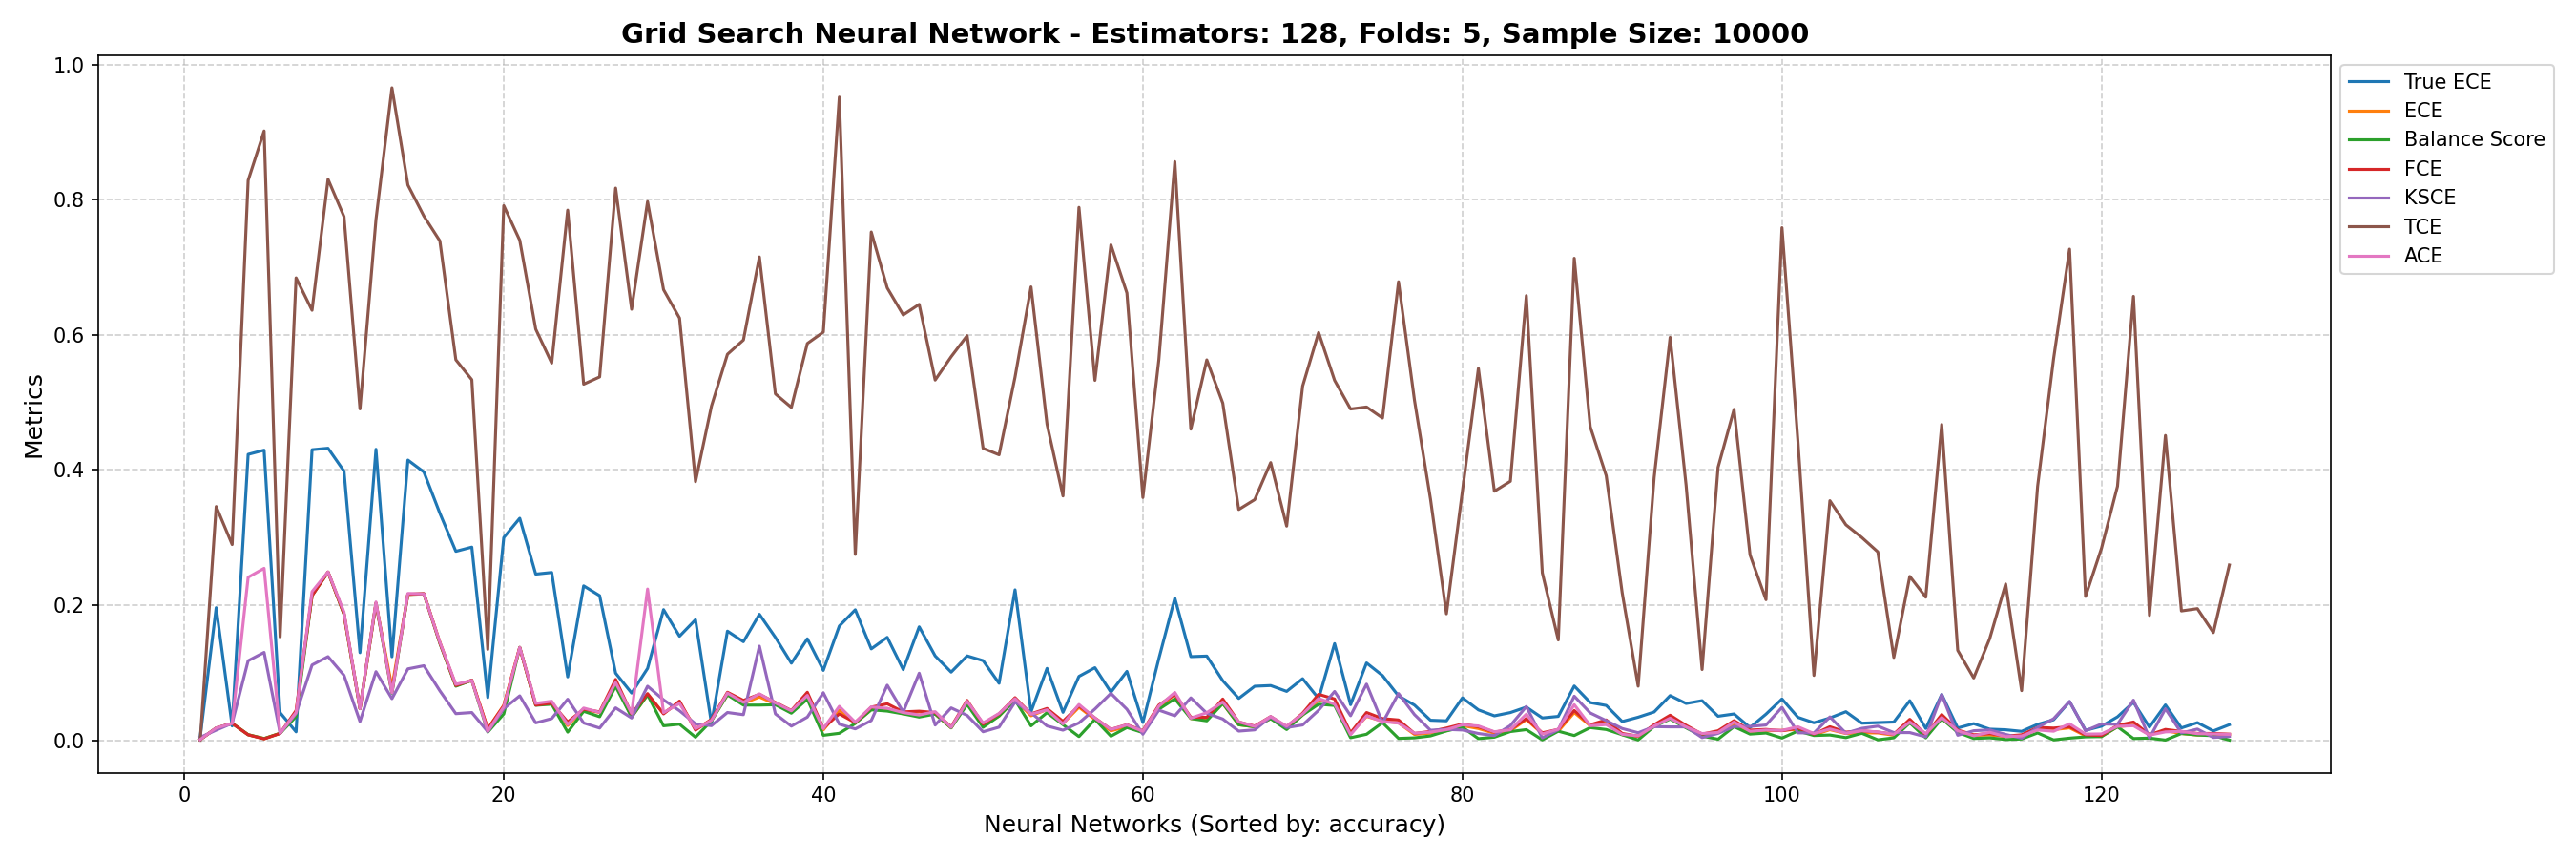 Grid Search Neural Network - Estimators: 128, Folds: 5, Sample Size: 10000
Metrics
1.0
0.8
0.6
0.4
0.2
0.0
0 20 40 60 80 100 120
Neural Networks (Sorted by: accuracy)
True ECE
ECE
Balance Score
FCE
KSCE
TCE
ACE